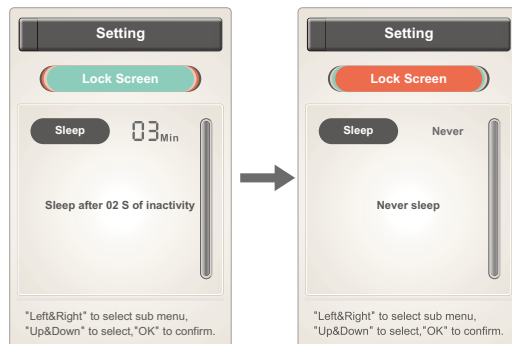 Setting
Lock Screen
Sleep 03 Min
Sleep after 02 S of inactivity
"Left&Right" to select sub menu,
"Up&Down" to select,"OK" to confirm.
Setting
Lock Screen
Sleep Never
Never sleep
"Left&Right" to select sub menu,
"Up&Down" to select,"OK" to confirm.